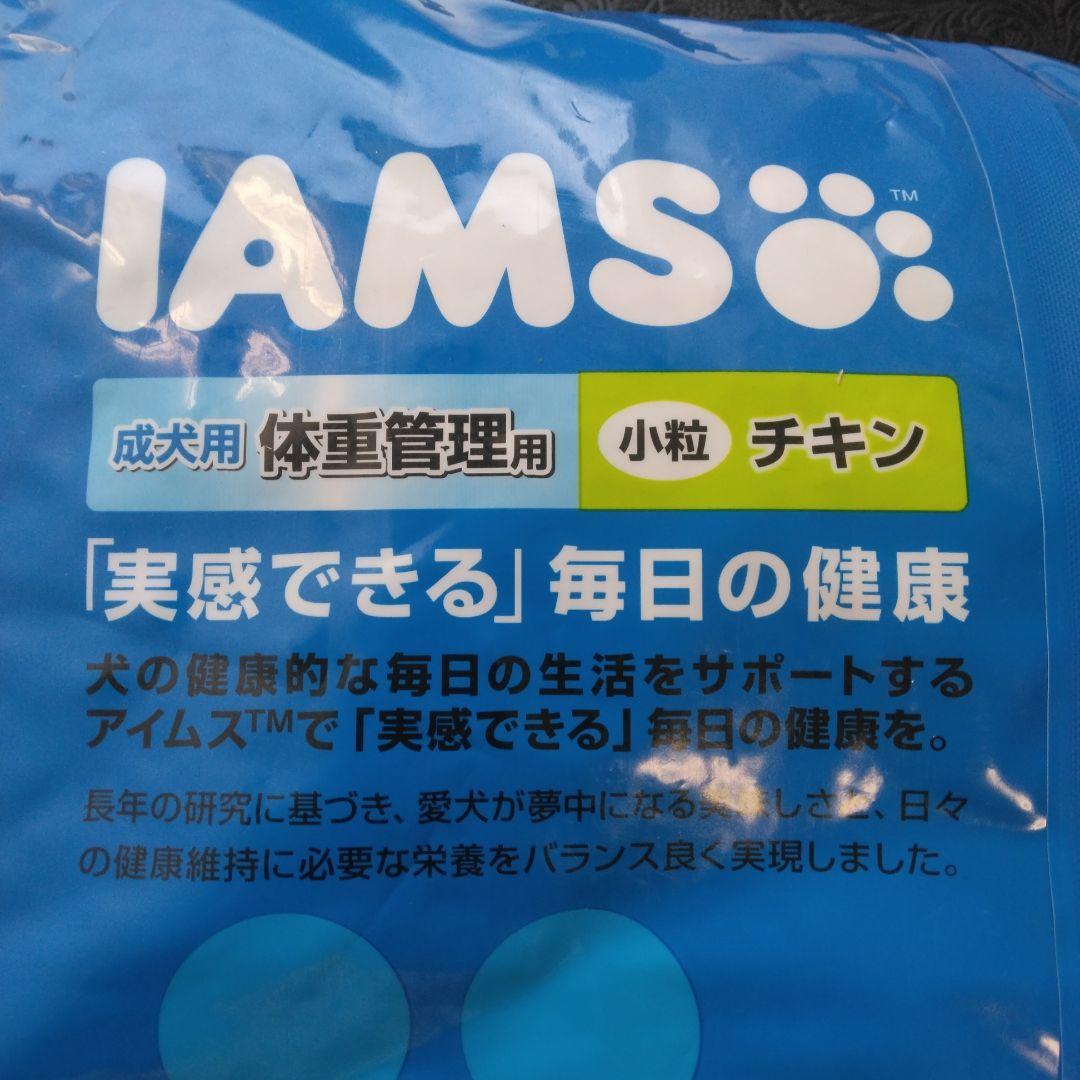 IAMS™
成犬用 体重管理用 小粒 チキン
「実感できる」毎日の健康
犬の健康的な毎日の生活をサポートする
アイムス™で「実感できる」毎日の健康を。
長年の研究に基づき、愛犬が夢中になる美味しさと、日々
の健康維持に必要な栄養をバランス良く実現しました。